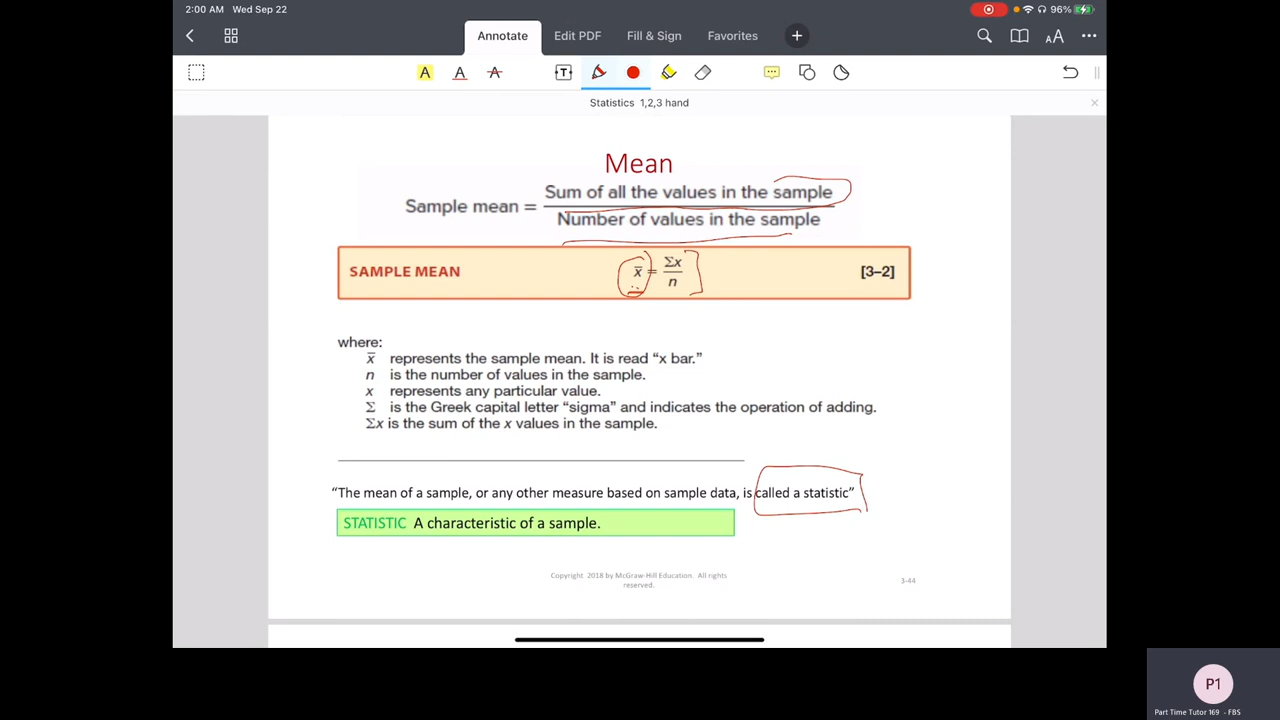 2:00 AM Wed Sep 22
96%
Annotate Edit PDF Fill & Sign Favorites
Statistics 1,2,3 hand
Mean
Sample mean = Sum of all the values in the sample
Number of values in the sample
SAMPLE MEAN x̄ = Σx / n [3–2]
where:
x̄ represents the sample mean. It is read “x bar.”
n is the number of values in the sample.
x represents any particular value.
Σ is the Greek capital letter “sigma” and indicates the operation of adding.
Σx is the sum of the x values in the sample.
“The mean of a sample, or any other measure based on sample data, is called a statistic”
STATISTIC A characteristic of a sample.
Copyright 2018 by McGraw-Hill Education. All rights
reserved.
3-44
P1
Part Time Tutor 169 - FBS